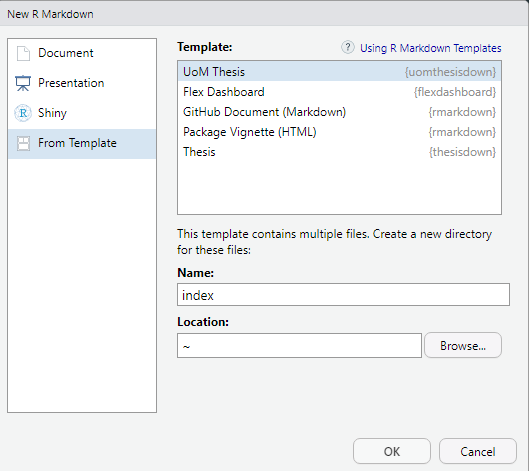 New R Markdown
Document
Presentation
Shiny
From Template
Template:
? Using R Markdown Templates
UoM Thesis {uomthesisdown}
Flex Dashboard {flexdashboard}
GitHub Document (Markdown) {rmarkdown}
Package Vignette (HTML) {rmarkdown}
Thesis {thesisdown}
This template contains multiple files. Create a new directory
for these files:
Name:
index
Location:
~
Browse...
OK
Cancel